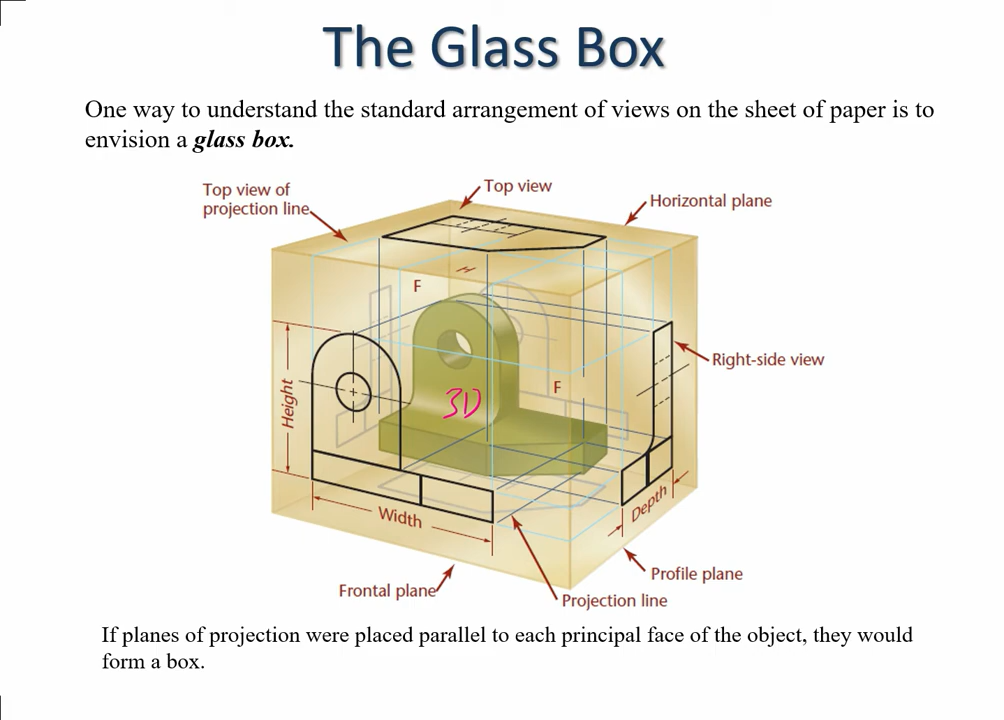 The Glass Box
One way to understand the standard arrangement of views on the sheet of paper is to
envision a glass box.
Top view of
projection line
Top view
Horizontal plane
H
F
Right-side view
F
Height
3D
Width
Depth
Frontal plane
Profile plane
Projection line
If planes of projection were placed parallel to each principal face of the object, they would
form a box.